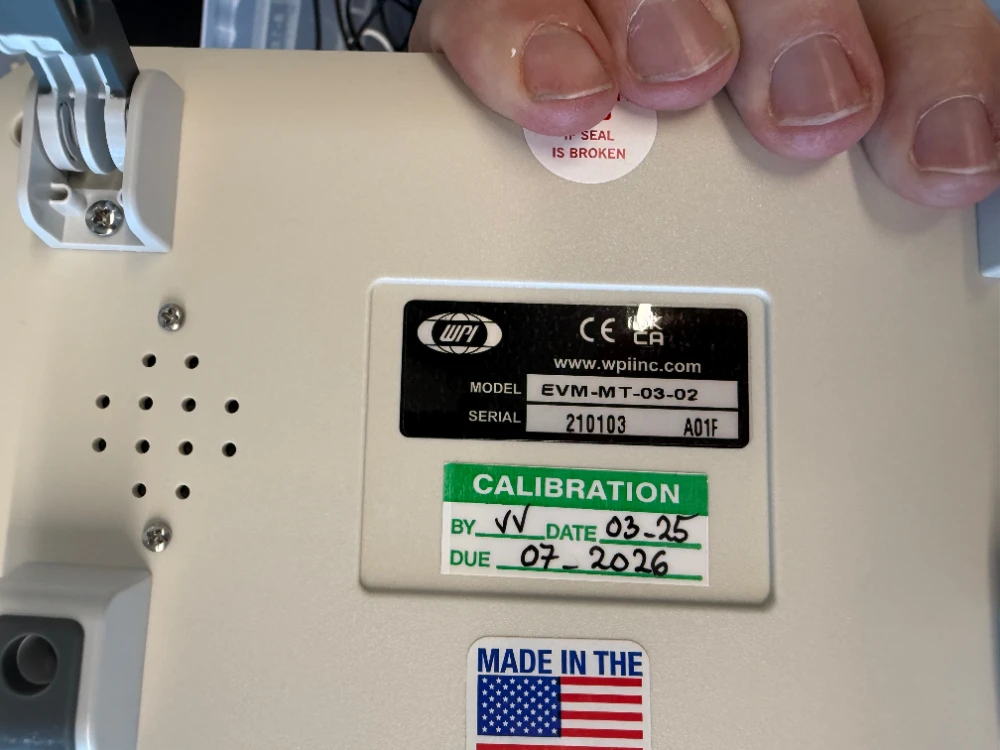 IF SEAL
IS BROKEN
WPI
CE UK CA
www.wpiinc.com
MODEL EVM-MT-03-02
SERIAL 210103 A01F
CALIBRATION
BY VV DATE 03-25
DUE 07-2026
MADE IN THE